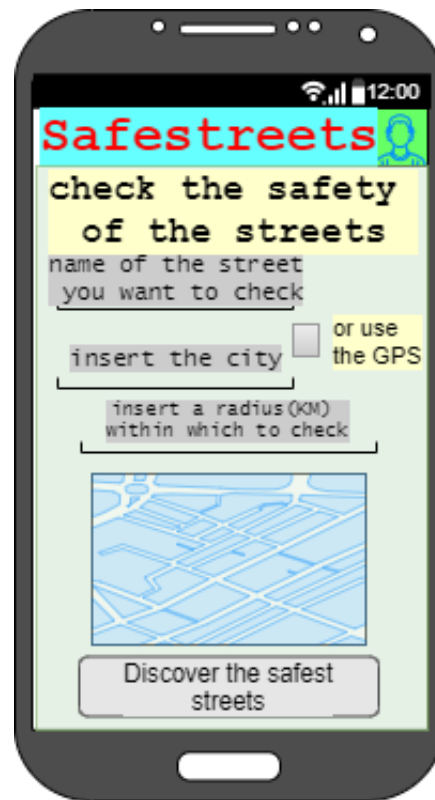 12:00
Safestreets
check the safety
of the streets
name of the street
you want to check
or use
the GPS
insert the city
insert a radius(KM)
within which to check
Discover the safest
streets